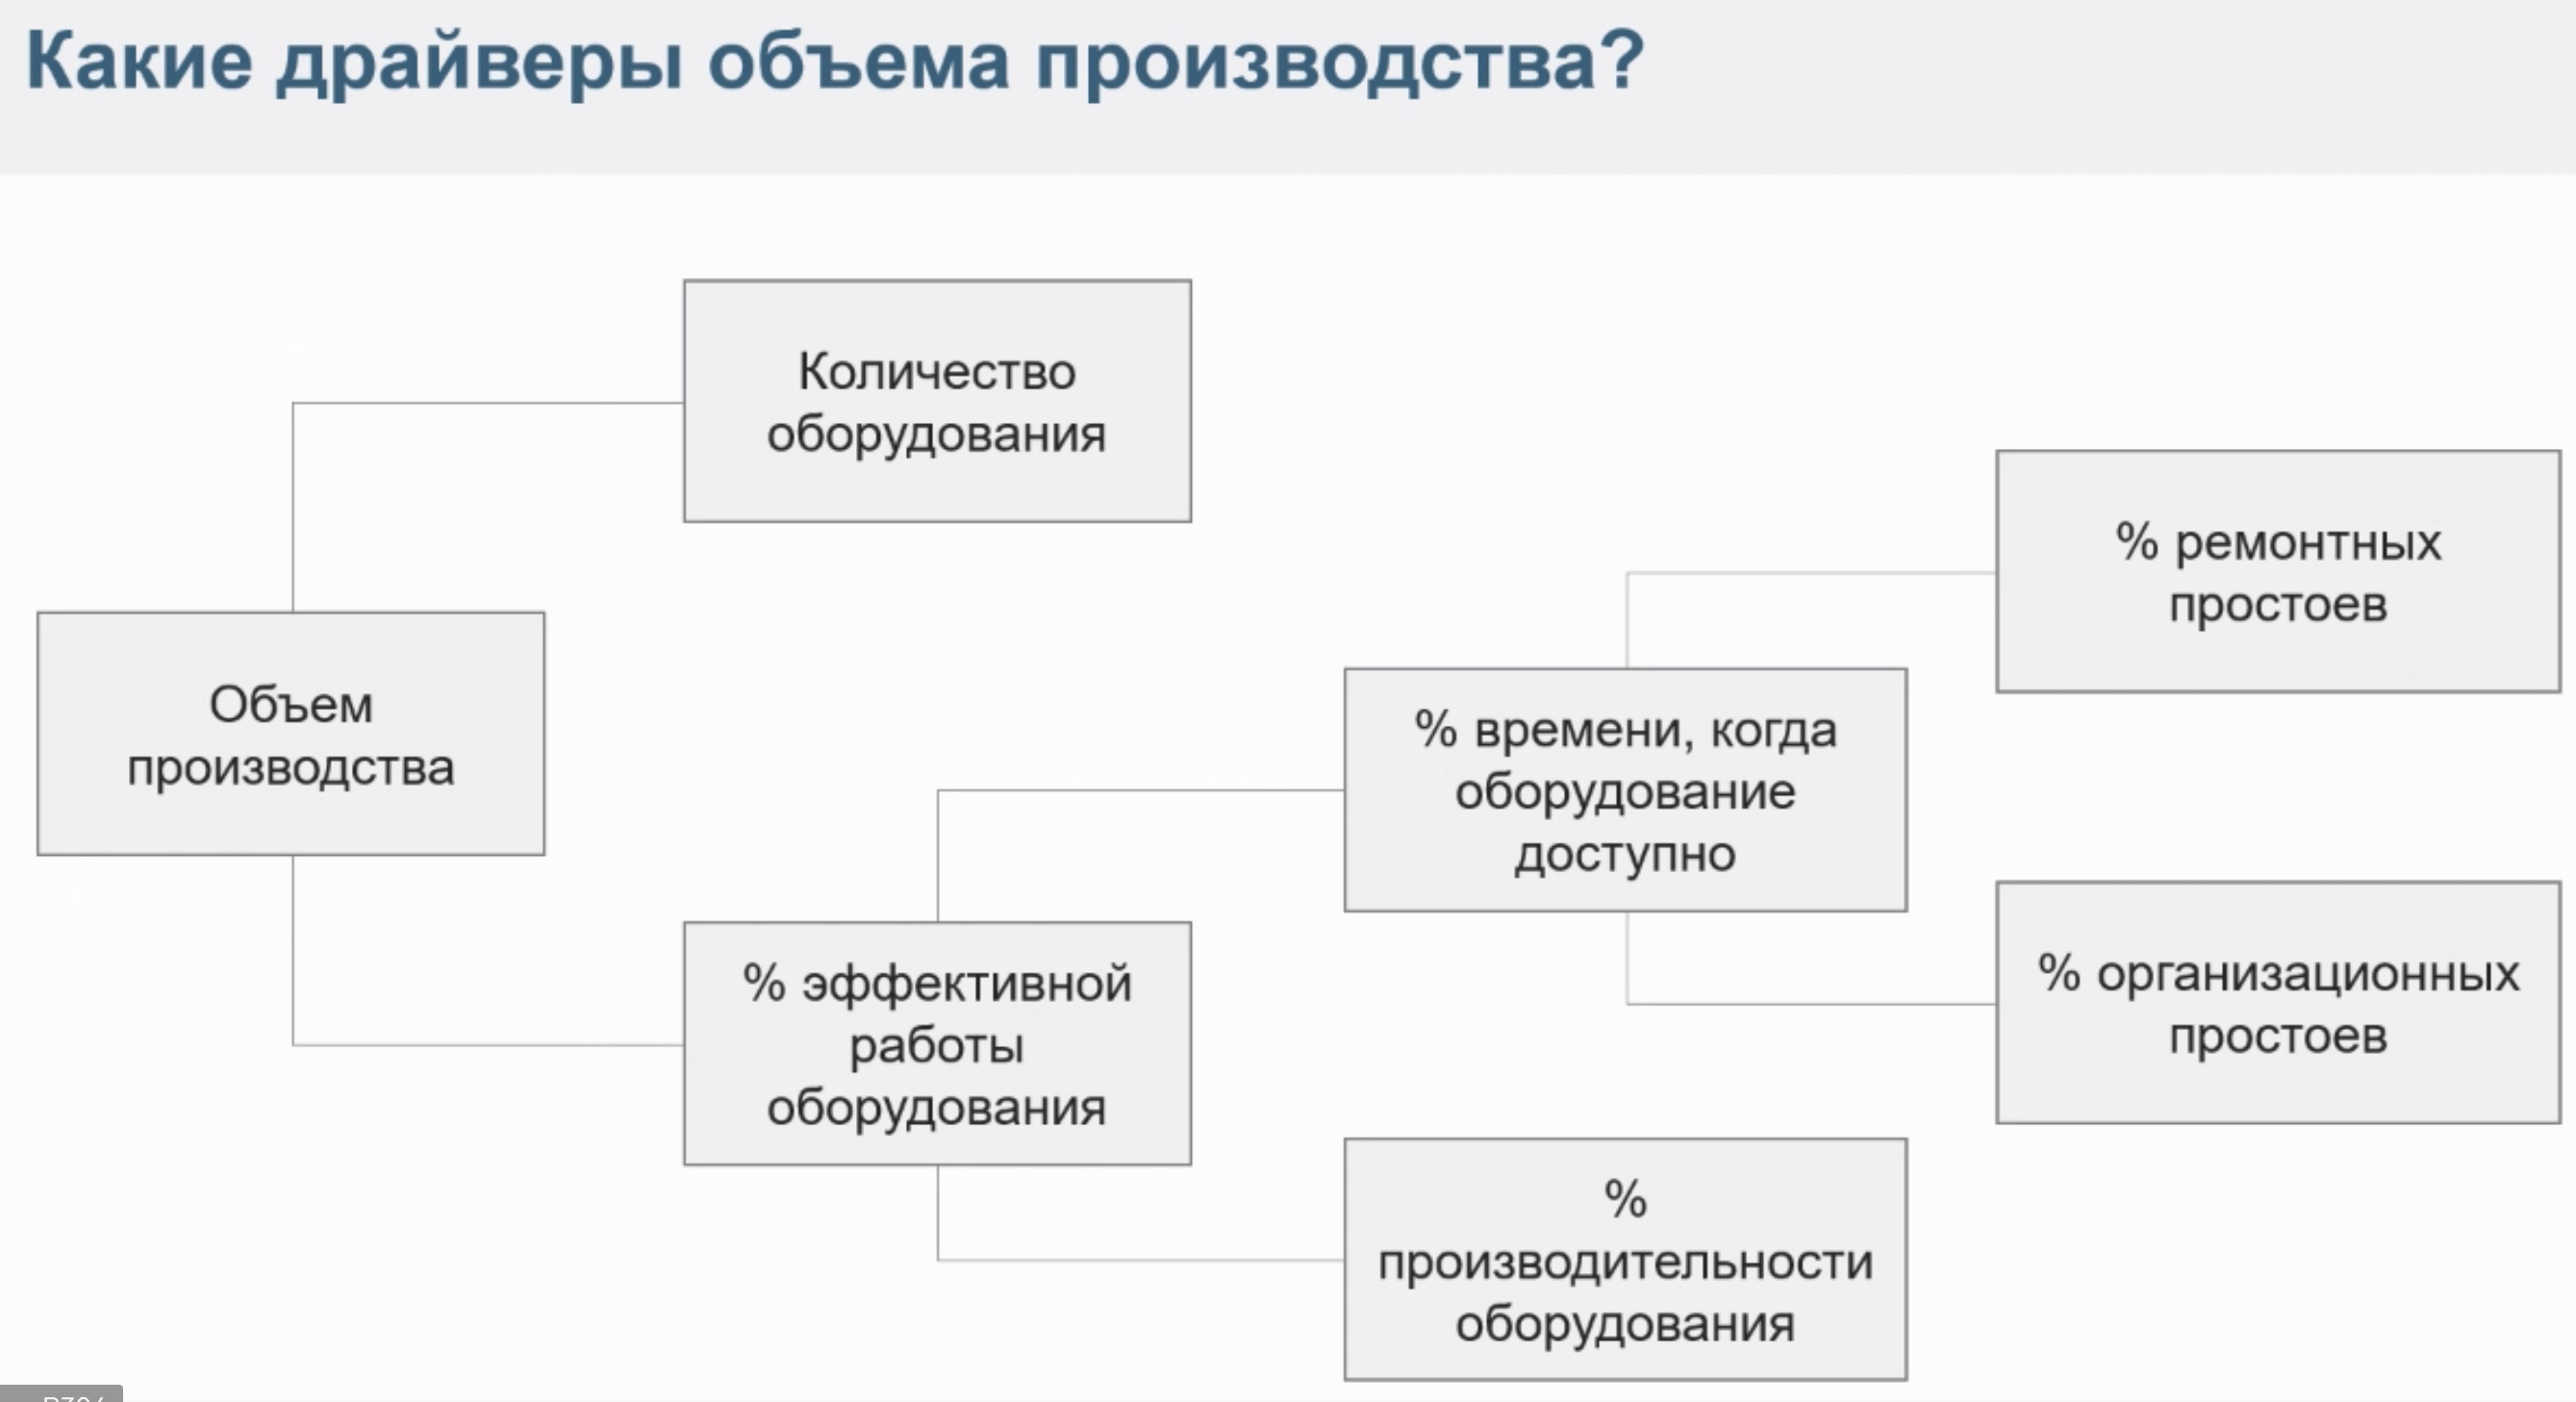 Какие драйверы объема производства?
Количество
оборудования
% ремонтных
простоев
Объем
производства
% времени, когда
оборудование
доступно
% эффективной
работы
оборудования
% организационных
простоев
%
производительности
оборудования